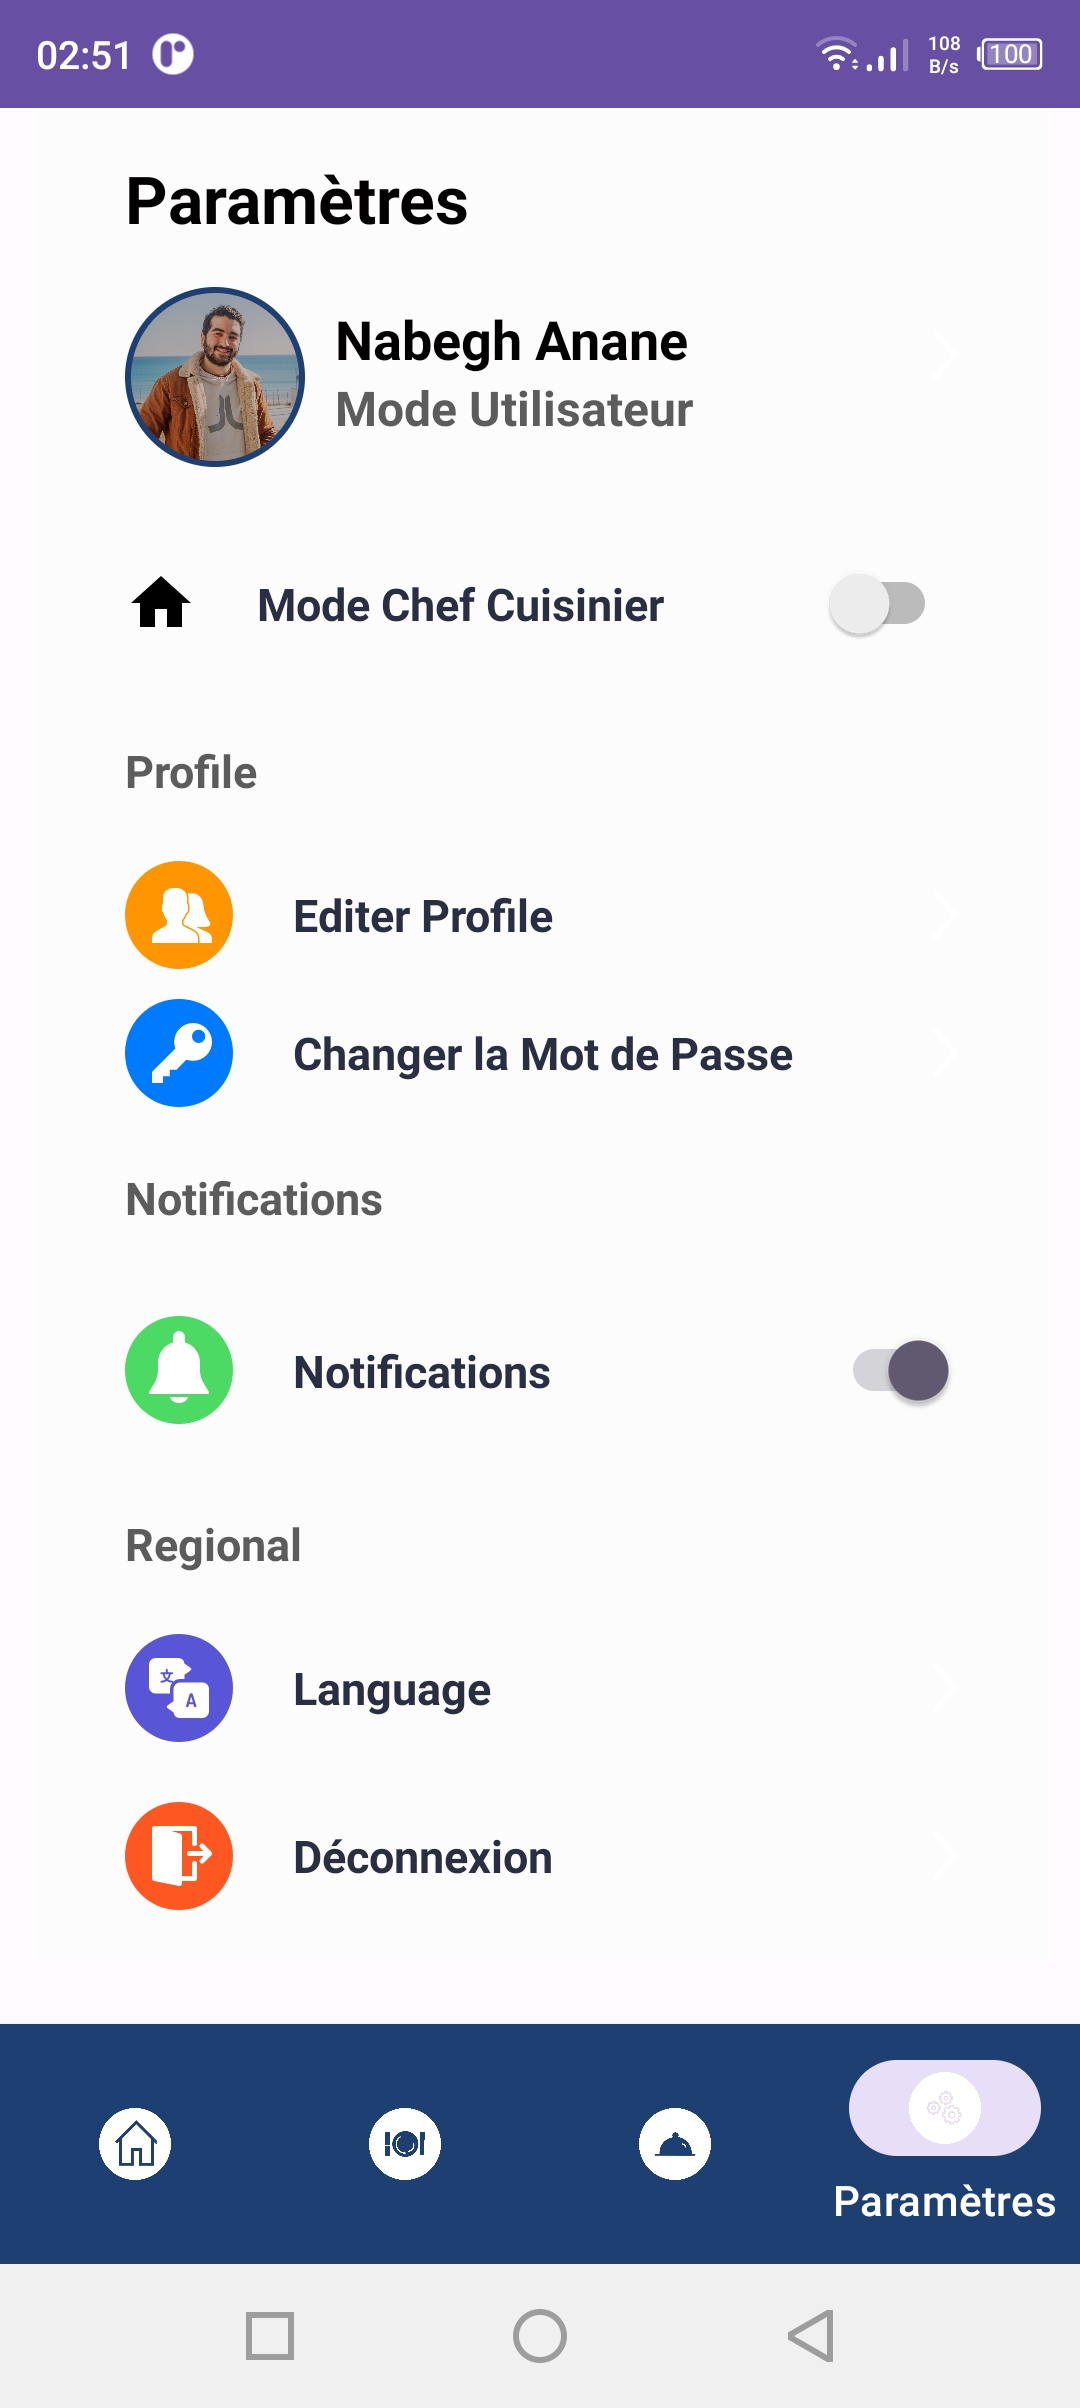 02:51
108
B/s
100
Paramètres
Nabegh Anane
Mode Utilisateur
Mode Chef Cuisinier
Profile
Editer Profile
Changer la Mot de Passe
Notifications
Notifications
Regional
文
A
Language
Déconnexion
Paramètres